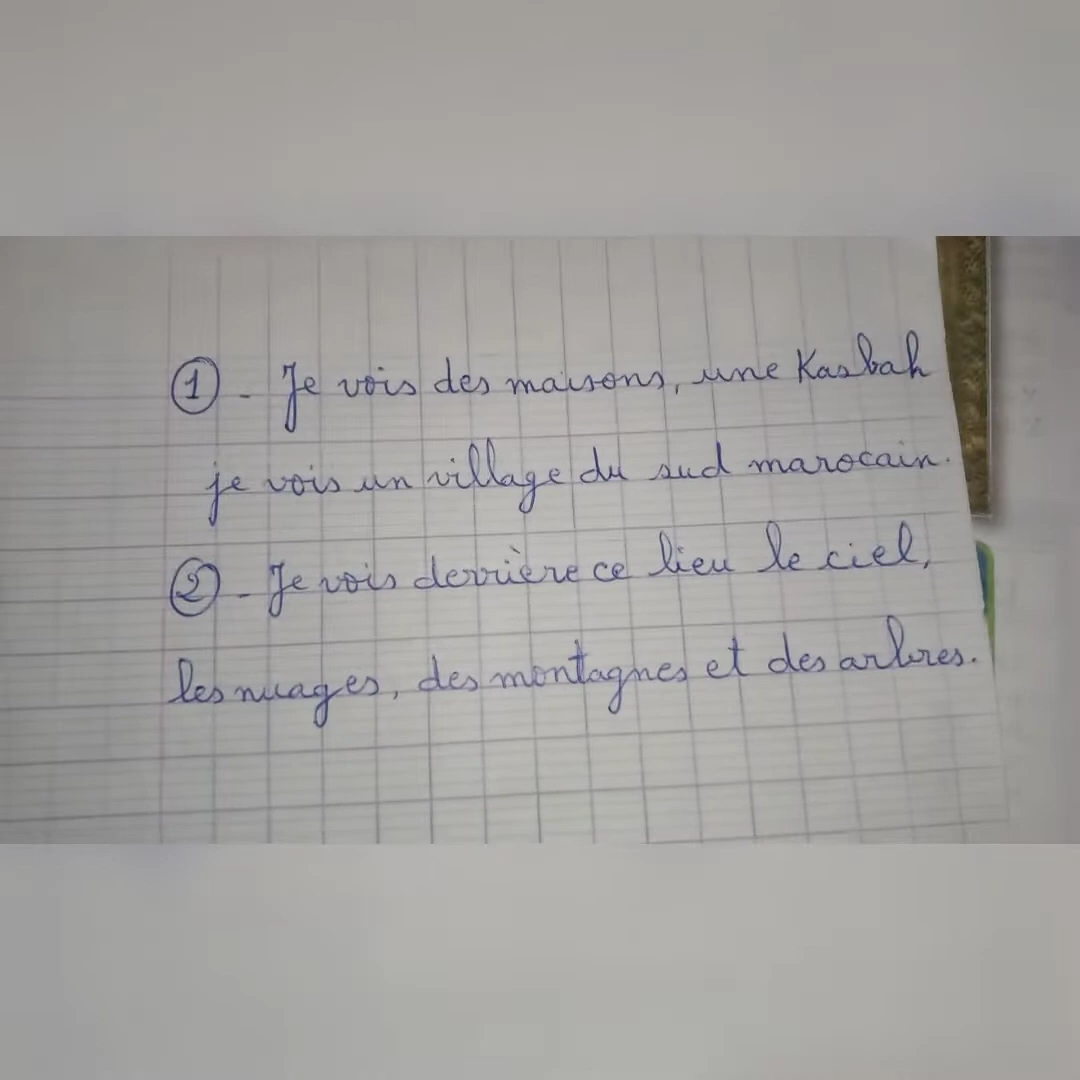 ① - Je vois des maisons, une Kasbah
je vois un village du sud marocain.
② - Je vois derrière ce lieu le ciel,
les nuages, des montagnes et des arbres.